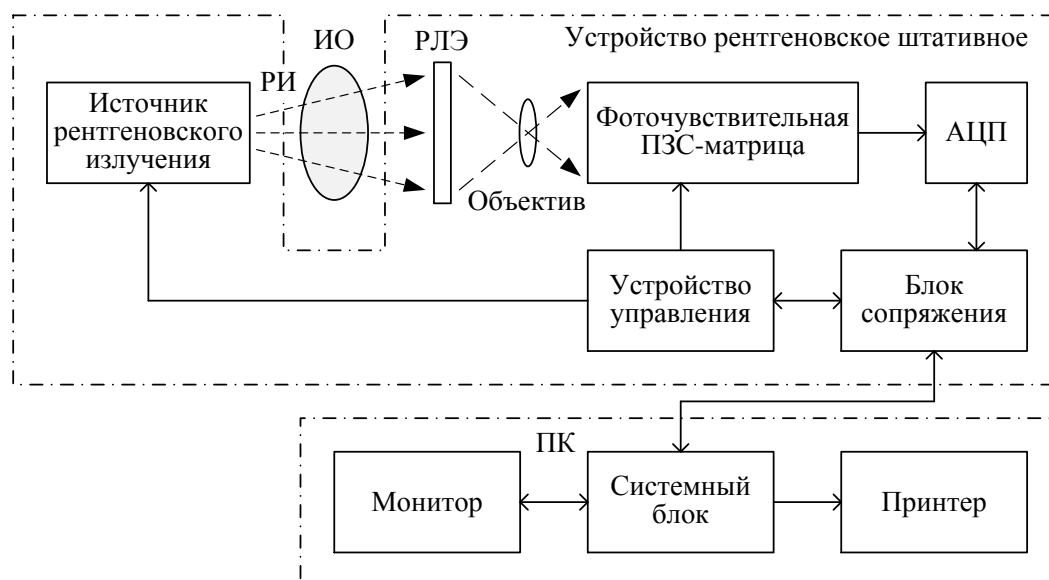 ИО
РЛЭ
Устройство рентгеновское штативное
РИ
Источник
рентгеновского
излучения
Фоточувствительная
ПЗС-матрица
АЦП
Объектив
Устройство
управления
Блок
сопряжения
ПК
Монитор
Системный
блок
Принтер